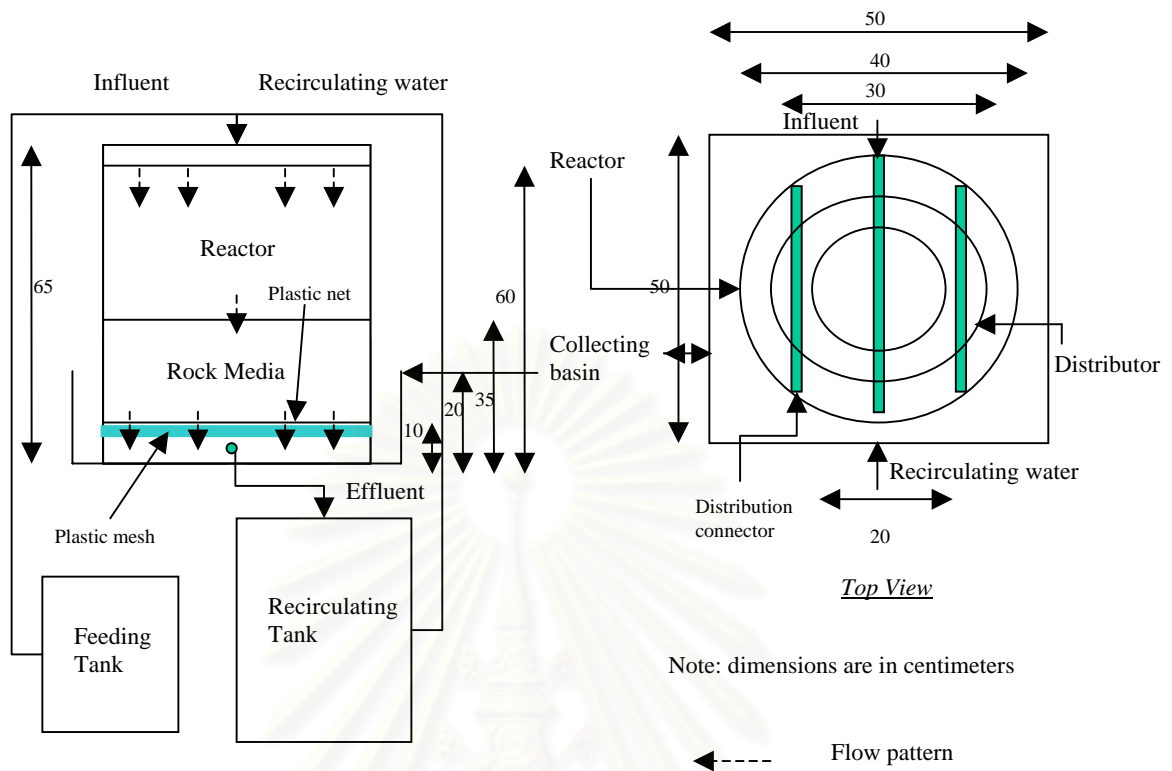 50
40
30
Influent
Recirculating water
Influent
Reactor
Reactor
65
Plastic net
60
50
Collecting
basin
Rock Media
Distributor
35
20
10
Effluent
Recirculating water
Plastic mesh
Distribution
connector
20
Top View
Recirculating
Tank
Feeding
Tank
Note: dimensions are in centimeters
Flow pattern